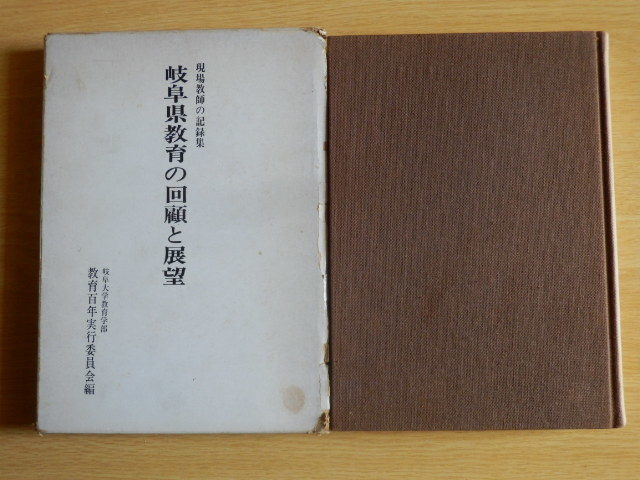 現場教師の記録集
岐阜県教育の回顧と展望
岐阜大学教育学部
教育百年実行委員会編